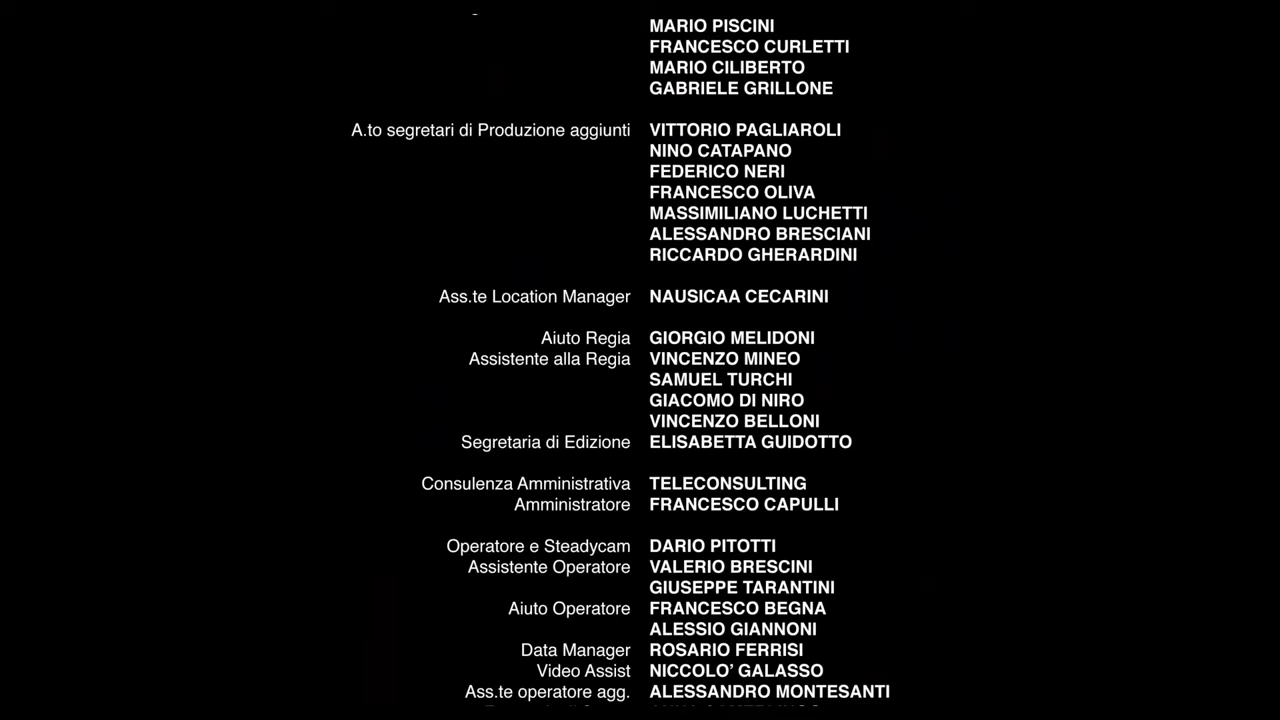 MARIO PISCINI
FRANCESCO CURLETTI
MARIO CILIBERTO
GABRIELE GRILLONE
A.to segretari di Produzione aggiunti VITTORIO PAGLIAROLI
NINO CATAPANO
FEDERICO NERI
FRANCESCO OLIVA
MASSIMILIANO LUCHETTI
ALESSANDRO BRESCIANI
RICCARDO GHERARDINI
Ass.te Location Manager NAUSICAA CECARINI
Aiuto Regia GIORGIO MELIDONI
Assistente alla Regia VINCENZO MINEO
SAMUEL TURCHI
GIACOMO DI NIRO
VINCENZO BELLONI
Segretaria di Edizione ELISABETTA GUIDOTTO
Consulenza Amministrativa TELECONSULTING
Amministratore FRANCESCO CAPULLI
Operatore e Steadycam DARIO PITOTTI
Assistente Operatore VALERIO BRESCINI
GIUSEPPE TARANTINI
Aiuto Operatore FRANCESCO BEGNA
ALESSIO GIANNONI
Data Manager ROSARIO FERRISI
Video Assist NICCOLO’ GALASSO
Ass.te operatore agg. ALESSANDRO MONTESANTI